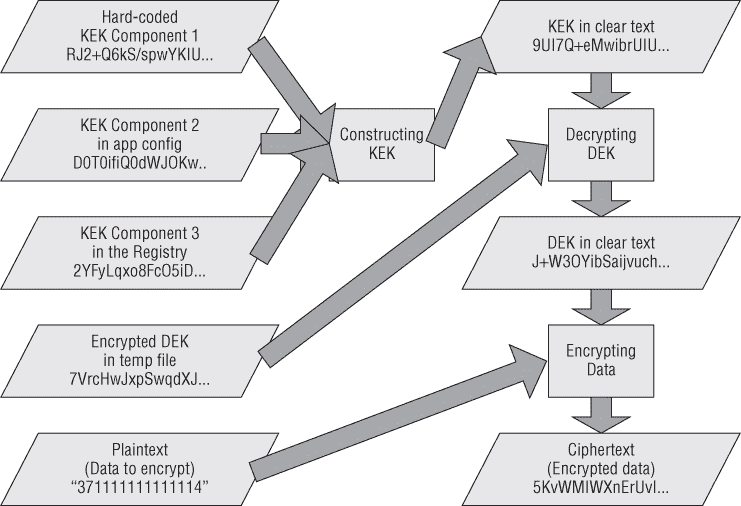 Hard-coded
KEK Component 1
RJ2+Q6kS/spwYKIU...
KEK Component 2
in app config
D0T0ifiQ0dWJOKw..
KEK Component 3
in the Registry
2YFyLqxo8FcO5iD...
Encrypted DEK
in temp file
7VrcHwJxpSwqdXJ...
Plaintext
(Data to encrypt)
“371111111111114”
Constructing
KEK
KEK in clear text
9UI7Q+eMwibrUIU...
Decrypting
DEK
DEK in clear text
J+W3OYibSaijvuch...
Encrypting
Data
Ciphertext
(Encrypted data)
5KvWMIWXnErUvI...